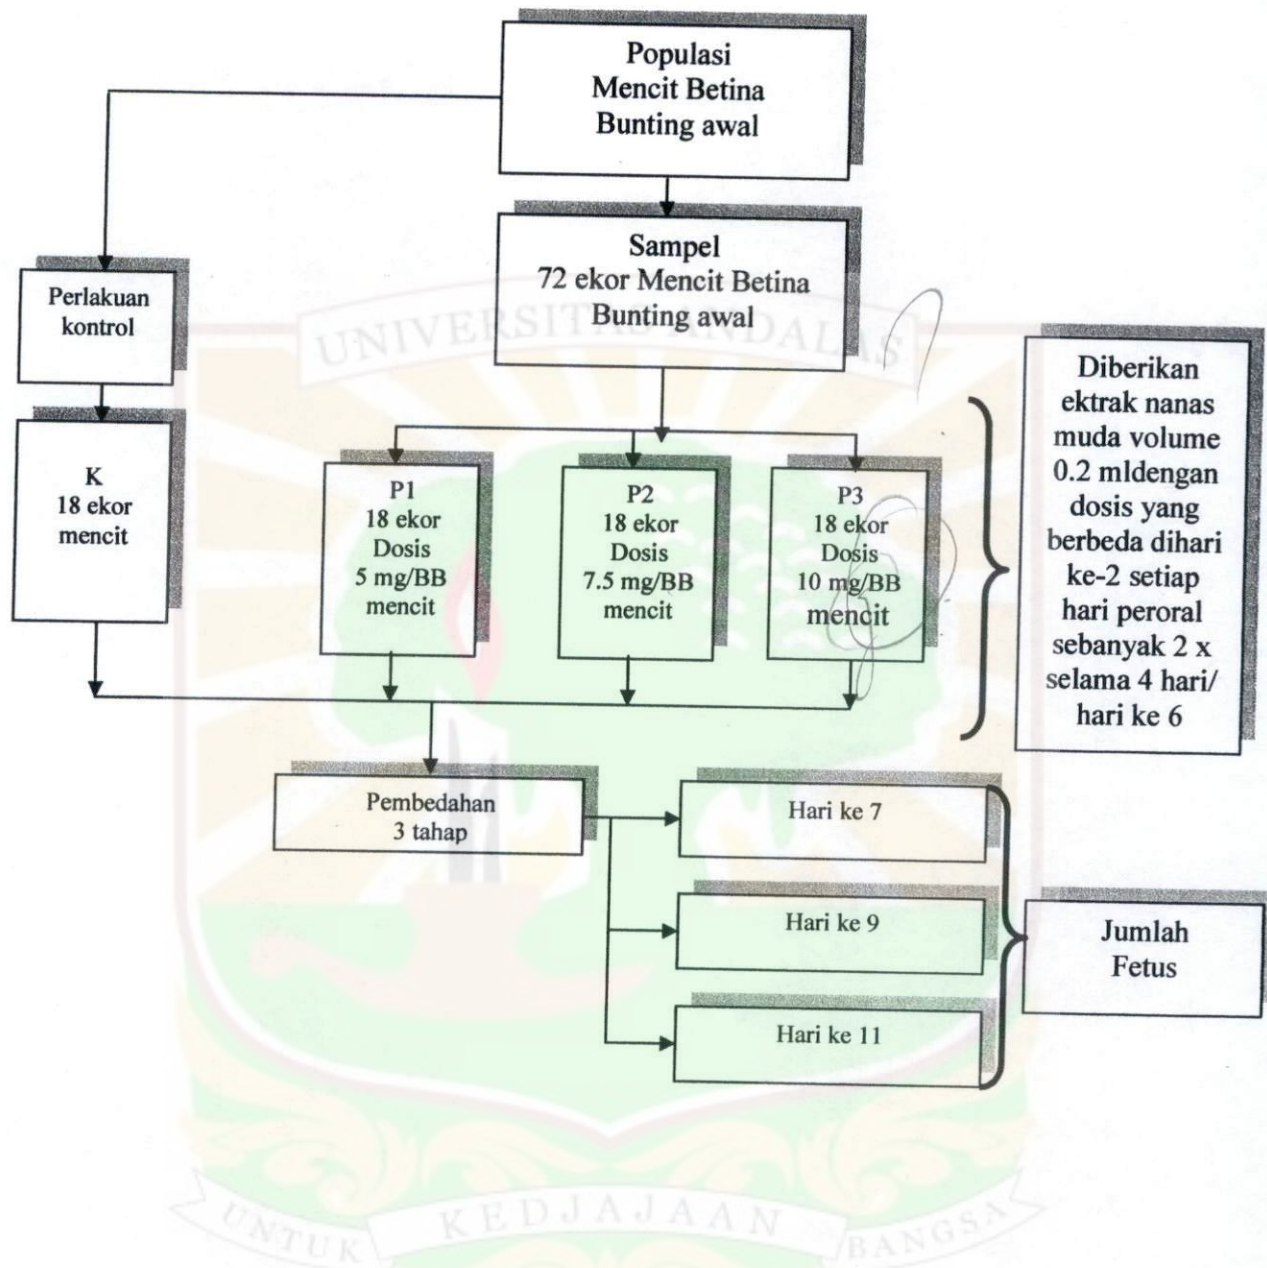 Populasi
Mencit Betina
Bunting awal
Sampel
72 ekor Mencit Betina
Bunting awal
Perlakuan
kontrol
UNIVERSITAS ANDALAS
K
18 ekor
mencit
P1
18 ekor
Dosis
5 mg/BB
mencit
P2
18 ekor
Dosis
7.5 mg/BB
mencit
P3
18 ekor
Dosis
10 mg/BB
mencit
Diberikan
ektrak nanas
muda volume
0.2 mldengan
dosis yang
berbeda dihari
ke-2 setiap
hari peroral
sebanyak 2 x
selama 4 hari/
hari ke 6
Pembedahan
3 tahap
Hari ke 7
Hari ke 9
Hari ke 11
Jumlah
Fetus
UNTUK KEDJAJAAN BANGSA